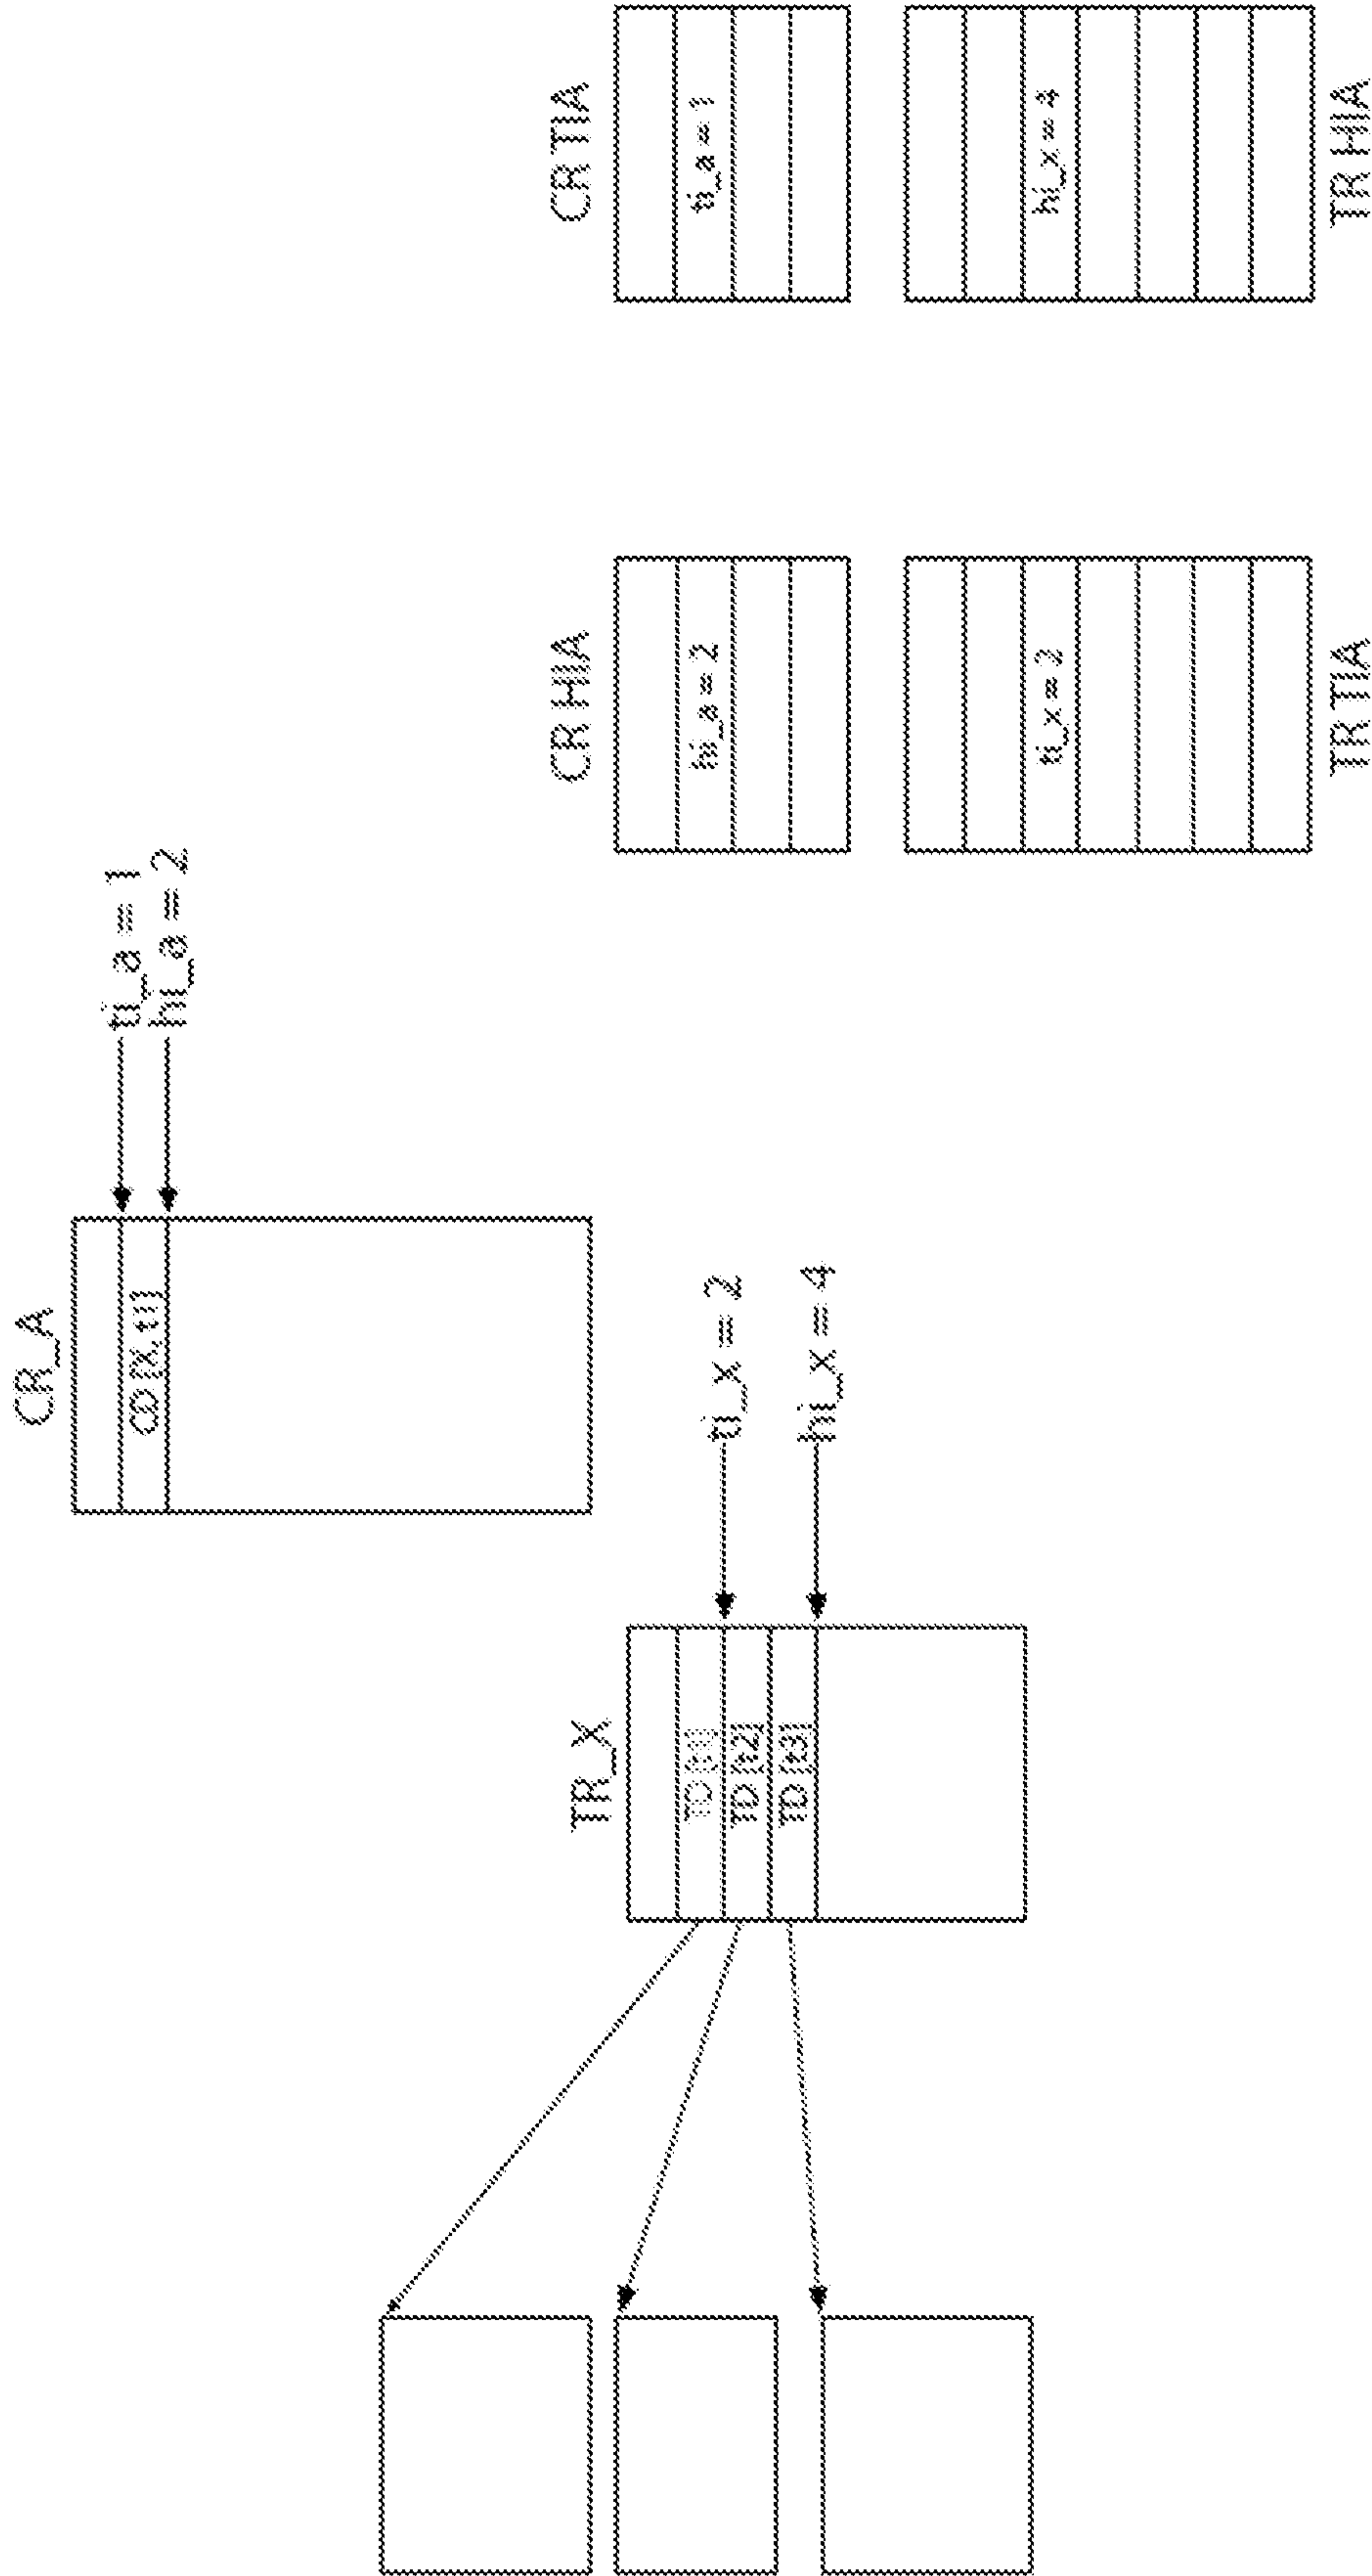 CR_A
CD [X, t1]
ti_a = 1
hi_a = 2
TR_X
TD [t1]
TD [t2]
TD [t3]
ti_x = 2
hi_x = 4
CR HIA
hi_a = 2
ti_x = 2
TR TIA
CR TIA
ti_a = 1
hi_x = 4
TR HIA